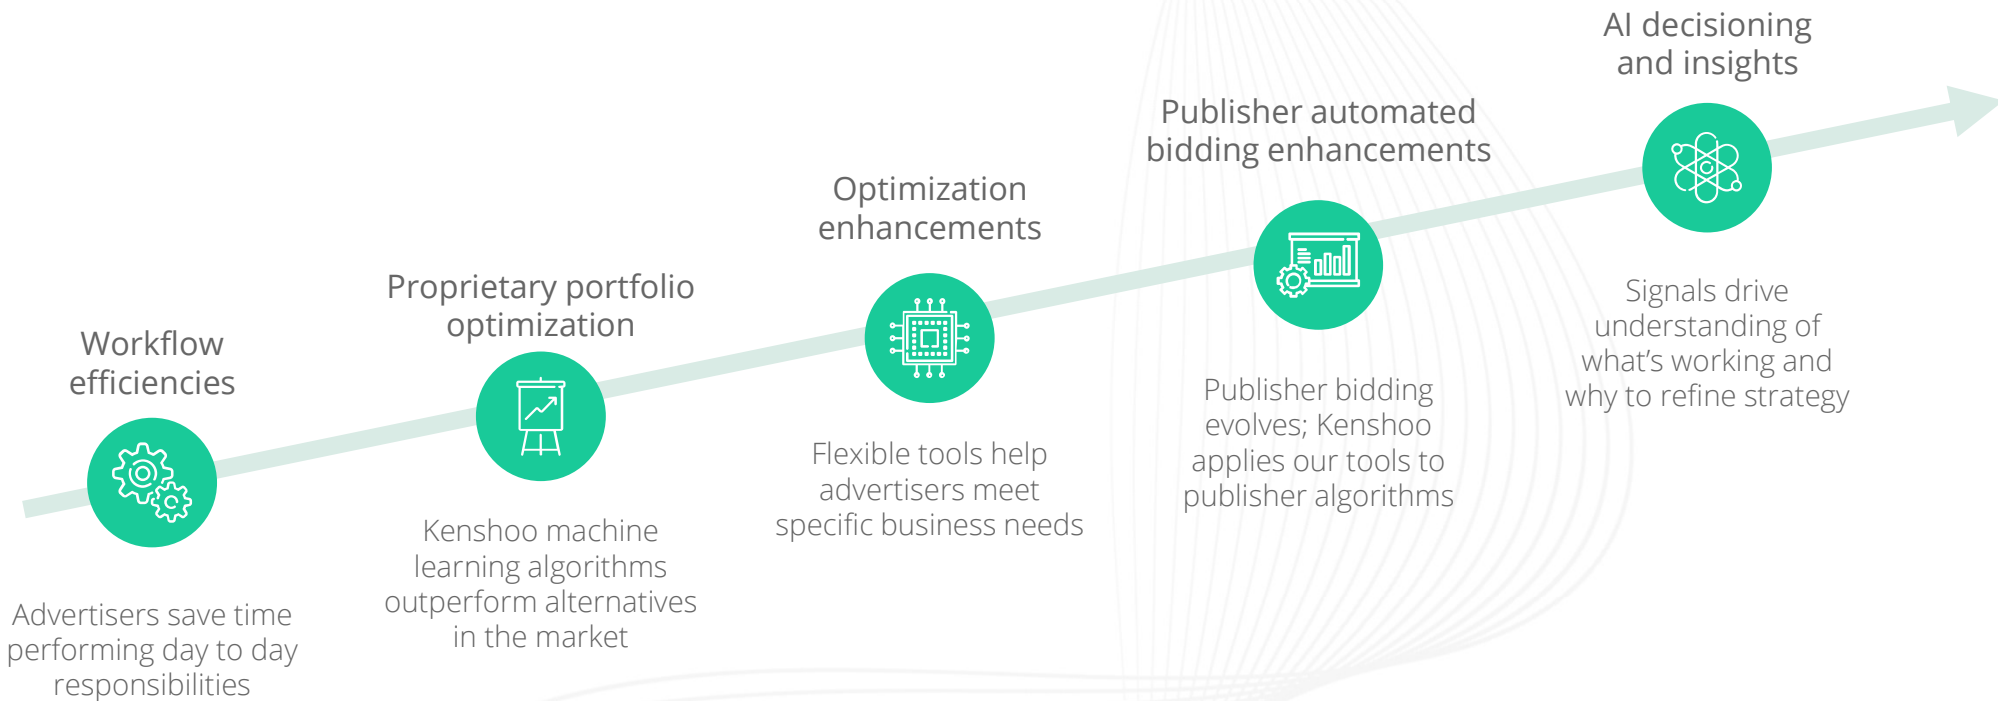 Workflow
efficiencies
Advertisers save time
performing day to day
responsibilities
Proprietary portfolio
optimization
Kenshoo machine
learning algorithms
outperform alternatives
in the market
Optimization
enhancements
Flexible tools help
advertisers meet
specific business needs
Publisher automated
bidding enhancements
Publisher bidding
evolves; Kenshoo
applies our tools to
publisher algorithms
AI decisioning
and insights
Signals drive
understanding of
what’s working and
why to refine strategy